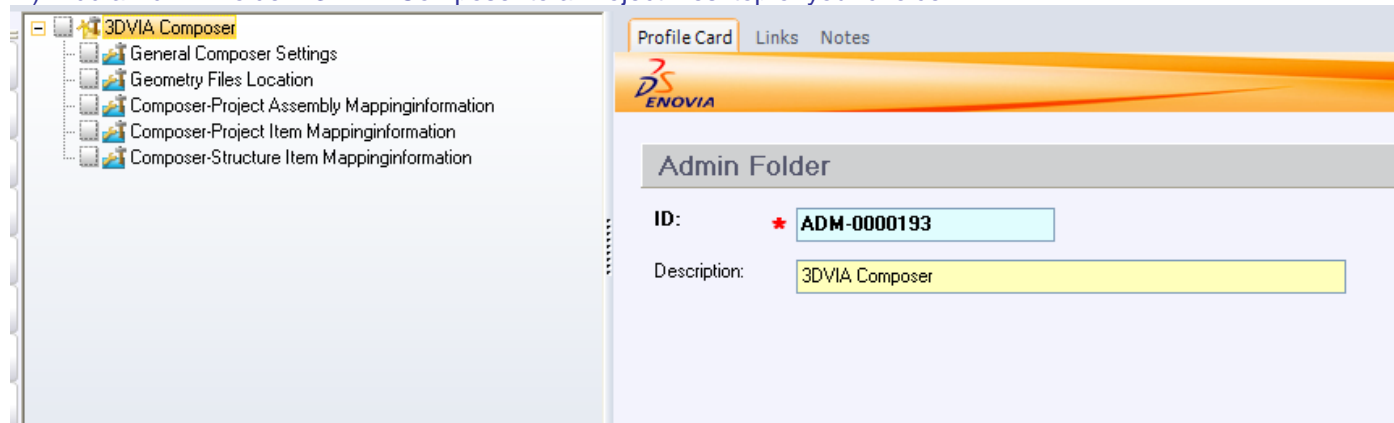 3DVIA Composer
General Composer Settings
Geometry Files Location
Composer-Project Assembly Mappinginformation
Composer-Project Item Mappinginformation
Composer-Structure Item Mappinginformation
Profile Card Links Notes
DS
ENOVIA
Admin Folder
ID: * ADM-0000193
Description: 3DVIA Composer